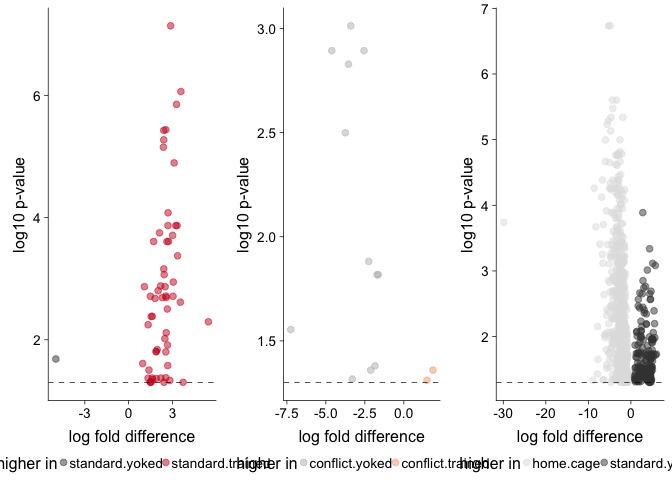 6
4
2
-3 0 3
log10 p-value
log fold difference
higher in standard.yoked standard.trained
3.0
2.5
2.0
1.5
-7.5 -5.0 -2.5 0.0
log10 p-value
log fold difference
higher in conflict.yoked conflict.trained
7
6
5
4
3
2
-30 -20 -10 0
log10 p-value
log fold difference
higher in home.cage standard.y